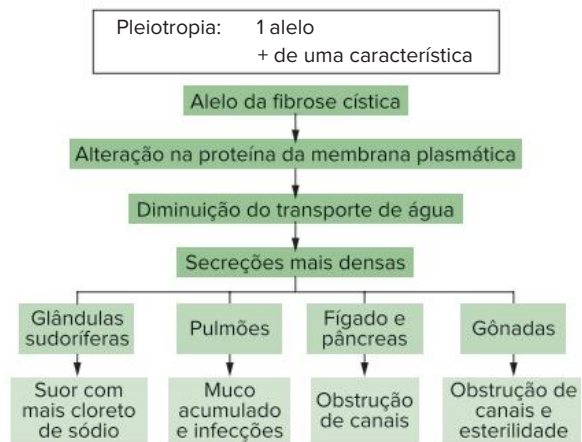 Pleiotropia: 1 alelo
+ de uma característica
Alelo da fibrose cística
Alteração na proteína da membrana plasmática
Diminuição do transporte de água
Secreções mais densas
Glândulas
sudoríferas
Pulmões
Fígado e
pâncreas
Gônadas
Suor com
mais cloreto
de sódio
Muco
acumulado
e infecções
Obstrução
de canais
Obstrução de
canais e
esterilidade